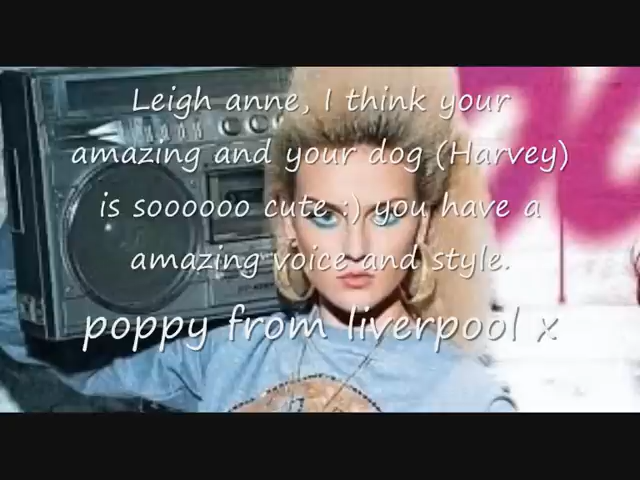 Leigh anne, I think your
amazing and your dog (Harvey)
is soooooo cute :) you have a
amazing voice and style.
poppy from liverpool x